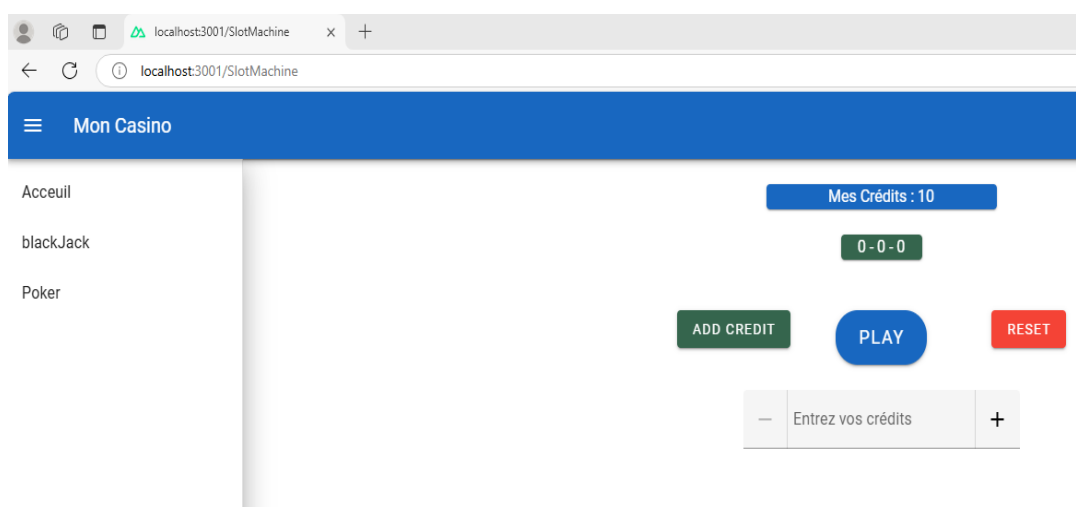 localhost:3001/SlotMachine
localhost:3001/SlotMachine
Mon Casino
Acceuil
blackJack
Poker
Mes Crédits : 10
0 - 0 - 0
ADD CREDIT
PLAY
RESET
Entrez vos crédits